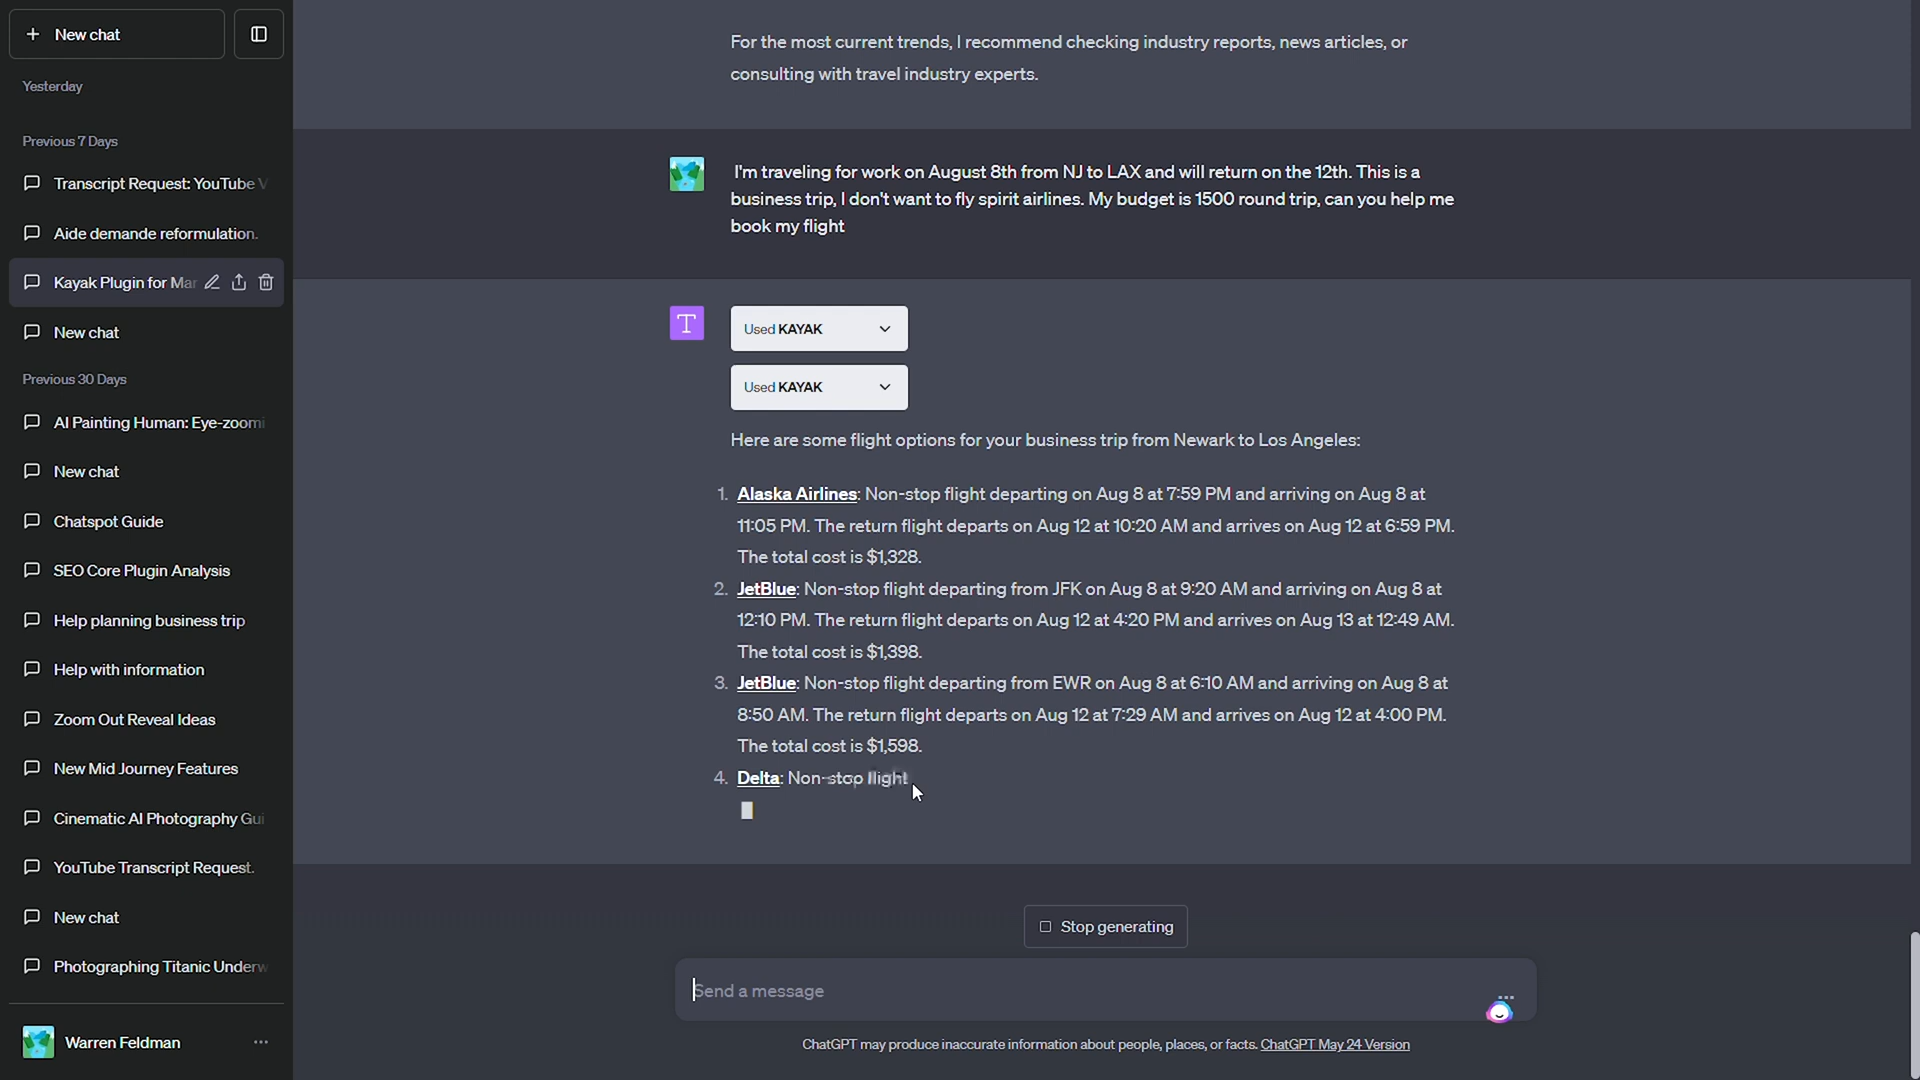 New chat
Yesterday
Previous 7 Days
Transcript Request: YouTube V
Aide demande reformulation.
Kayak Plugin for Mar
New chat
Previous 30 Days
AI Painting Human: Eye-zoomi
New chat
Chatspot Guide
SEO Core Plugin Analysis
Help planning business trip
Help with information
Zoom Out Reveal Ideas
New Mid Journey Features
Cinematic AI Photography Gui
YouTube Transcript Request.
New chat
Photographing Titanic Underw
Warren Feldman
For the most current trends, I recommend checking industry reports, news articles, or
consulting with travel industry experts.
I'm traveling for work on August 8th from NJ to LAX and will return on the 12th. This is a
business trip, I don't want to fly spirit airlines. My budget is 1500 round trip, can you help me
book my flight
T
Used KAYAK
Used KAYAK
Here are some flight options for your business trip from Newark to Los Angeles:
1. Alaska Airlines: Non-stop flight departing on Aug 8 at 7:59 PM and arriving on Aug 8 at
11:05 PM. The return flight departs on Aug 12 at 10:20 AM and arrives on Aug 12 at 6:59 PM.
The total cost is $1,328.
2. JetBlue: Non-stop flight departing from JFK on Aug 8 at 9:20 AM and arriving on Aug 8 at
12:10 PM. The return flight departs on Aug 12 at 4:20 PM and arrives on Aug 13 at 12:49 AM.
The total cost is $1,398.
3. JetBlue: Non-stop flight departing from EWR on Aug 8 at 6:10 AM and arriving on Aug 8 at
8:50 AM. The return flight departs on Aug 12 at 7:29 AM and arrives on Aug 12 at 4:00 PM.
The total cost is $1,598.
4. Delta: Non-stop flight
Stop generating
Send a message
ChatGPT may produce inaccurate information about people, places, or facts. ChatGPT May 24 Version